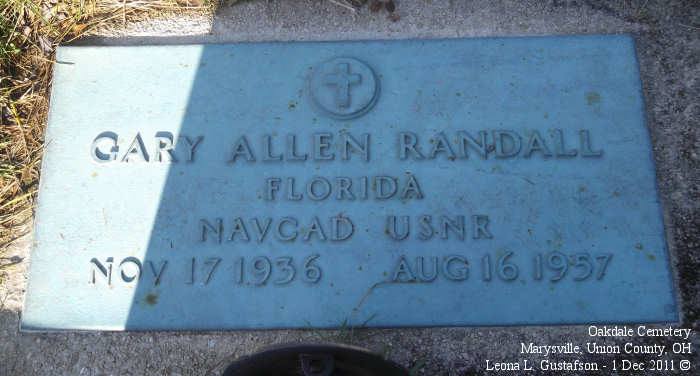 GARY ALLEN RANDALL
FLORIDA
NAVCAD USNR
NOV 17 1936 AUG 16 1957
Oakdale Cemetery
Marysville, Union County, OH
Leona L. Gustafson - 1 Dec 2011 ©